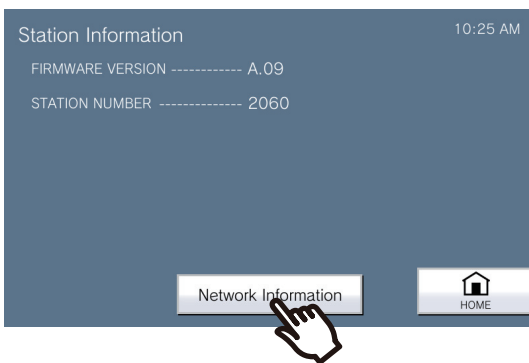 Station Information
10:25 AM
FIRMWARE VERSION ------------ A.09
STATION NUMBER -------------- 2060
Network Information
HOME